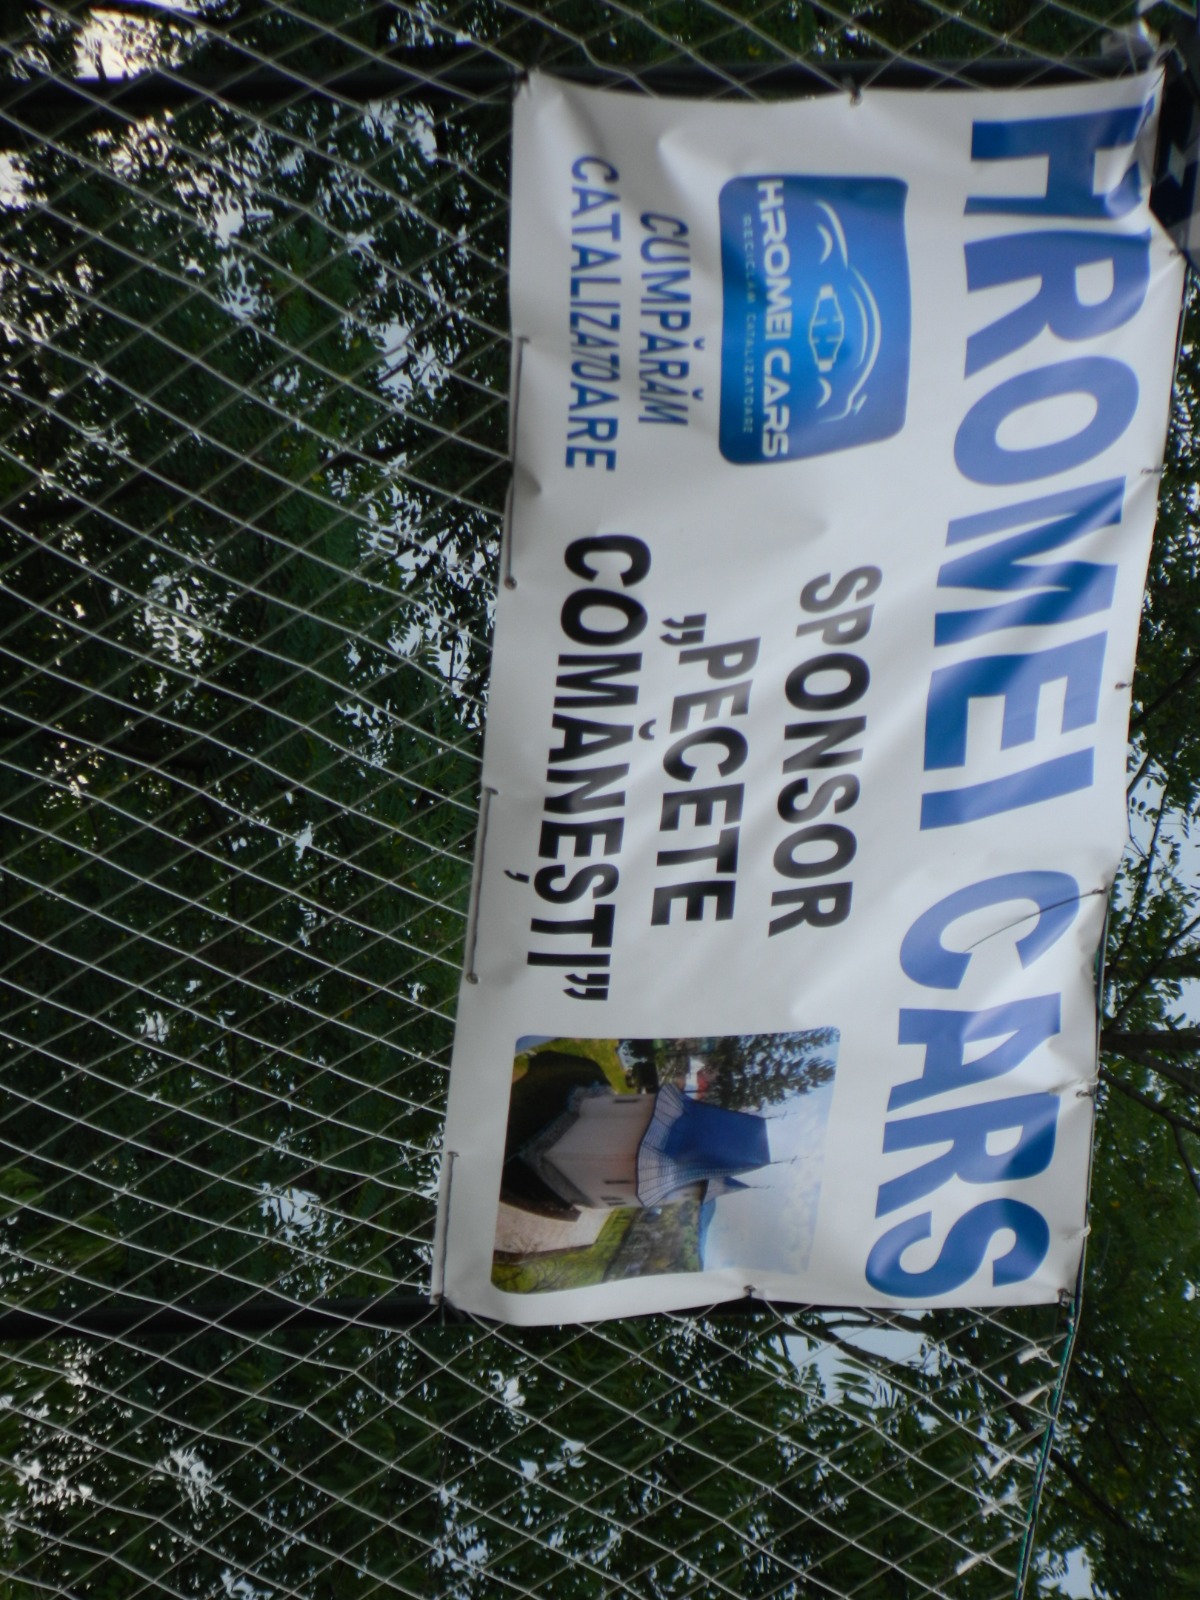 HROMEI CARS
HROMEI CARS
RECICLĂM CATALIZATOARE
CUMPĂRĂM
CATALIZATOARE
SPONSOR
„PECETE
COMĂNEȘTI”